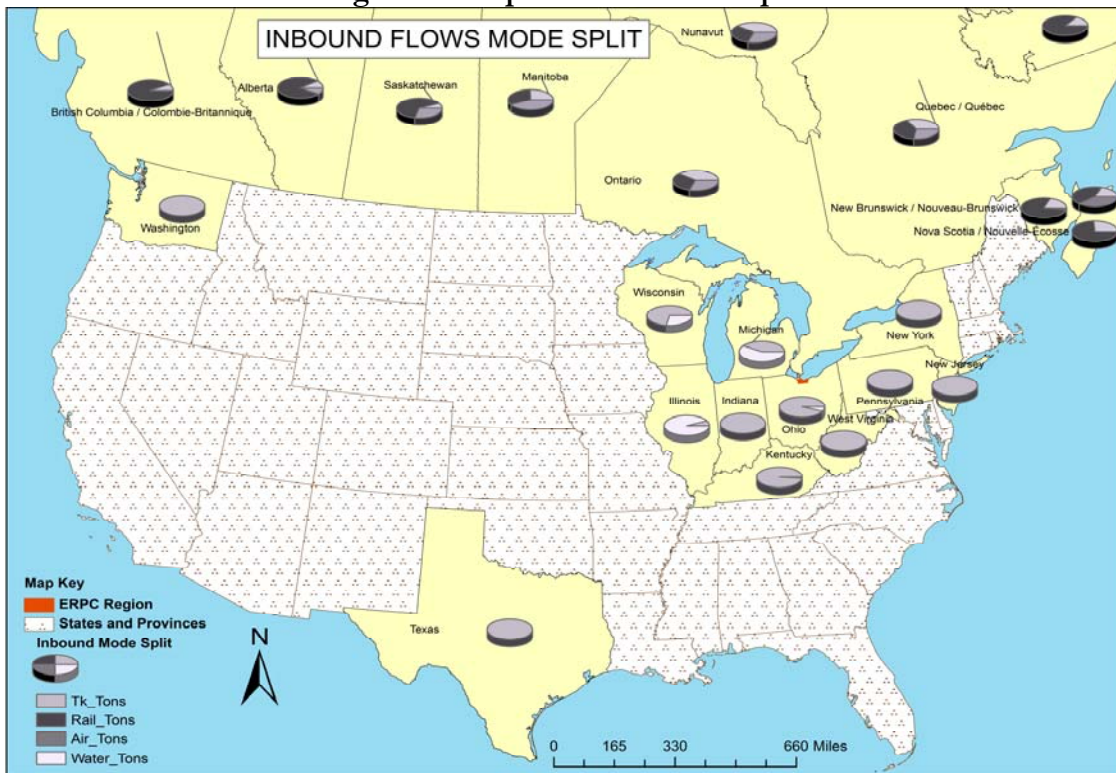 INBOUND FLOWS MODE SPLIT
Nunavut
Manitoba
Saskatchewan
Alberta
British Columbia / Colombie-Britannique
Quebec / Québec
Ontario
New Brunswick / Nouveau-Brunswick
Nova Scotia / Nouvelle-Écosse
Washington
Wisconsin
Michigan
New York
New Jersey
Illinois
Indiana
Pennsylvania
Ohio
West Virginia
Kentucky
Texas
Map Key
ERPC Region
States and Provinces
Inbound Mode Split
Tk_Tons
Rail_Tons
Air_Tons
Water_Tons
N
0 165 330 660 Miles